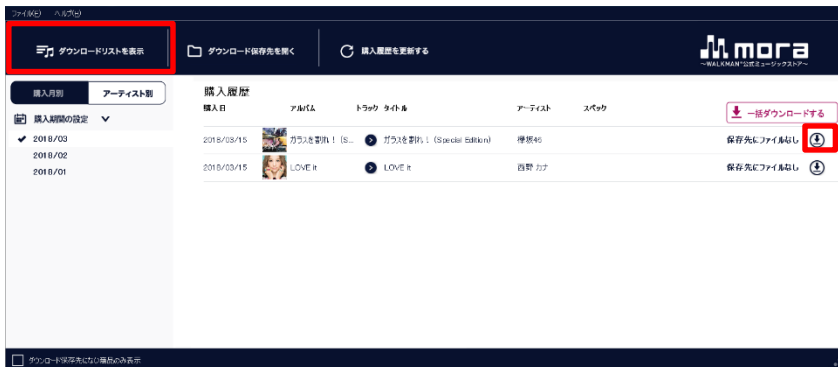 ファイル(F) ヘルプ(H)
ダウンロードリストを表示 ダウンロード保存先を開く 購入履歴を更新する
mora
～WALKMAN®公式ミュージックストア～
購入月別 アーティスト別
購入期間の設定
2018/03
2018/02
2018/01
購入履歴
購入日 アルバム トラック タイトル アーティスト スペック
一括ダウンロードする
2018/03/15 ガラスを割れ！ (S... ガラスを割れ！ (Special Edition) 欅坂46 保存先にファイルなし
2018/03/15 LOVE it LOVE it 西野 カナ 保存先にファイルなし
ダウンロード保存先にない商品のみ表示